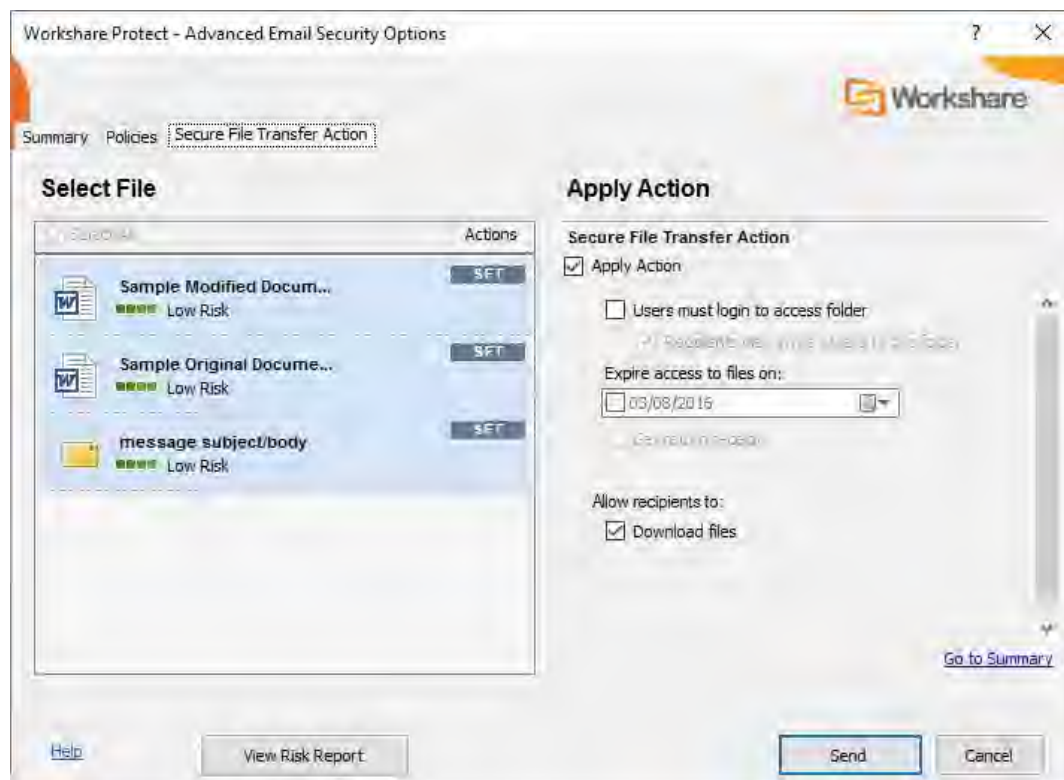 Workshare Protect - Advanced Email Security Options
?
Workshare
Summary Policies Secure File Transfer Action
Select File
Apply Action
Actions
Secure File Transfer Action
Apply Action
Sample Modified Docum...
SFT
Low Risk
Users must login to access folder
Sample Original Docume...
SFT
Low Risk
Expire access to files on:
03/08/2016
message subject/body
SFT
Low Risk
Allow recipients to:
Download files
Go to Summary
Help
View Risk Report
Send
Cancel